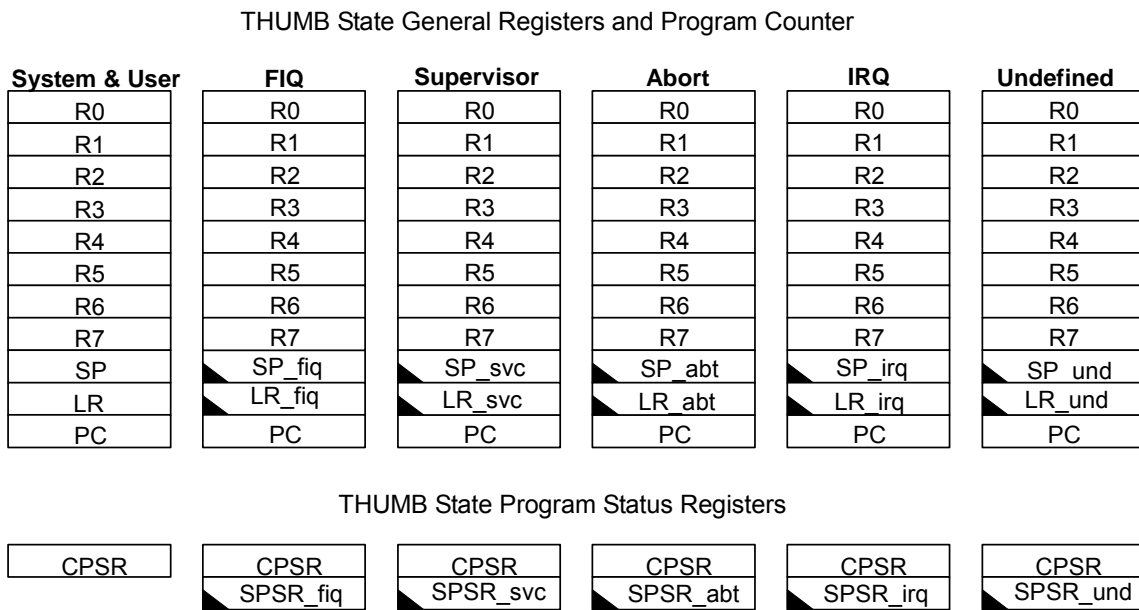 THUMB State General Registers and Program Counter
System & User FIQ Supervisor Abort IRQ Undefined
R0 R0 R0 R0 R0 R0
R1 R1 R1 R1 R1 R1
R2 R2 R2 R2 R2 R2
R3 R3 R3 R3 R3 R3
R4 R4 R4 R4 R4 R4
R5 R5 R5 R5 R5 R5
R6 R6 R6 R6 R6 R6
R7 R7 R7 R7 R7 R7
SP SP_fiq SP_svc SP_abt SP_irq SP_und
LR LR_fiq LR_svc LR_abt LR_irq LR_und
PC PC PC PC PC PC
THUMB State Program Status Registers
CPSR CPSR CPSR CPSR CPSR CPSR
SPSR_fiq SPSR_svc SPSR_abt SPSR_irq SPSR_und